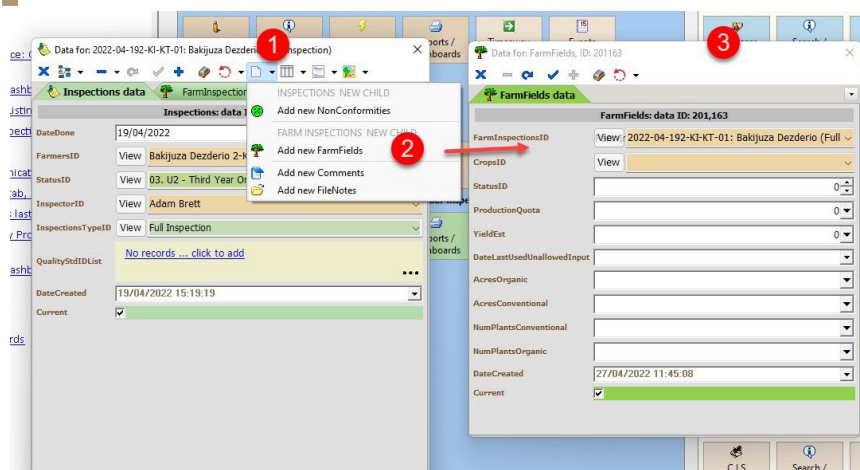 1
Data for: 2022-04-192-KI-KT-01: Bakijuza Dezderio
Inspection)
Inspections data
FarmInspection
Inspections: data I
DateDone
19/04/2022
FarmersID
View
Bakijuza Dezderio 2-K
StatusID
View
03. U2 - Third Year Or
InspectorID
View
Adam Brett
InspectionsTypeID
View
Full Inspection
QualityStdIDList
No records ... click to add
DateCreated
19/04/2022 15:19:19
Current
INSPECTIONS NEW CHILD
Add new NonConformities
FARM INSPECTIONS NEW CHILD
Add new FarmFields
2
Add new Comments
Add new FileNotes
3
Data for: FarmFields, ID: 201163
FarmFields data
FarmFields: data ID: 201,163
FarmInspectionsID
View
2022-04-192-KI-KT-01: Bakijuza Dezderio (Full
CropsID
View
StatusID
0
ProductionQuota
0
YieldEst
0
DateLastUsedUnallowedInput
AcresOrganic
AcresConventional
NumPlantsConventional
NumPlantsOrganic
DateCreated
27/04/2022 11:45:08
Current
C I S
Search /